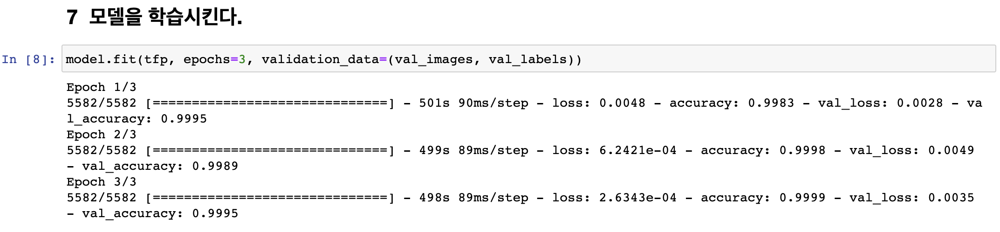 7 모델을 학습시킨다.
In [8]: model.fit(tfp, epochs=3, validation_data=(val_images, val_labels))
Epoch 1/3
5582/5582 [==============================] - 501s 90ms/step - loss: 0.0048 - accuracy: 0.9983 - val_loss: 0.0028 - va
l_accuracy: 0.9995
Epoch 2/3
5582/5582 [==============================] - 499s 89ms/step - loss: 6.2421e-04 - accuracy: 0.9998 - val_loss: 0.0049
- val_accuracy: 0.9989
Epoch 3/3
5582/5582 [==============================] - 498s 89ms/step - loss: 2.6343e-04 - accuracy: 0.9999 - val_loss: 0.0035
- val_accuracy: 0.9995